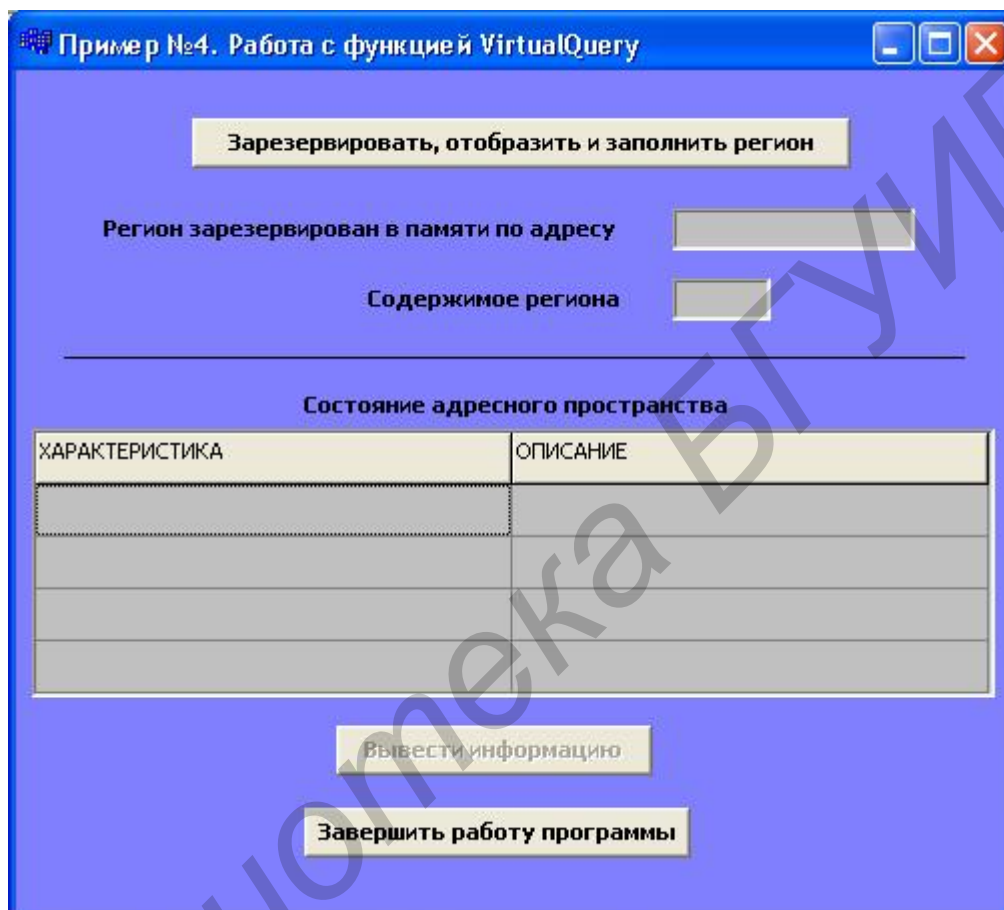 Пример №4. Работа с функцией VirtualQuery
Зарезервировать, отобразить и заполнить регион
Регион зарезервирован в памяти по адресу
Содержимое региона
Состояние адресного пространства
ХАРАКТЕРИСТИКА ОПИСАНИЕ
Вывести информацию
Завершить работу программы